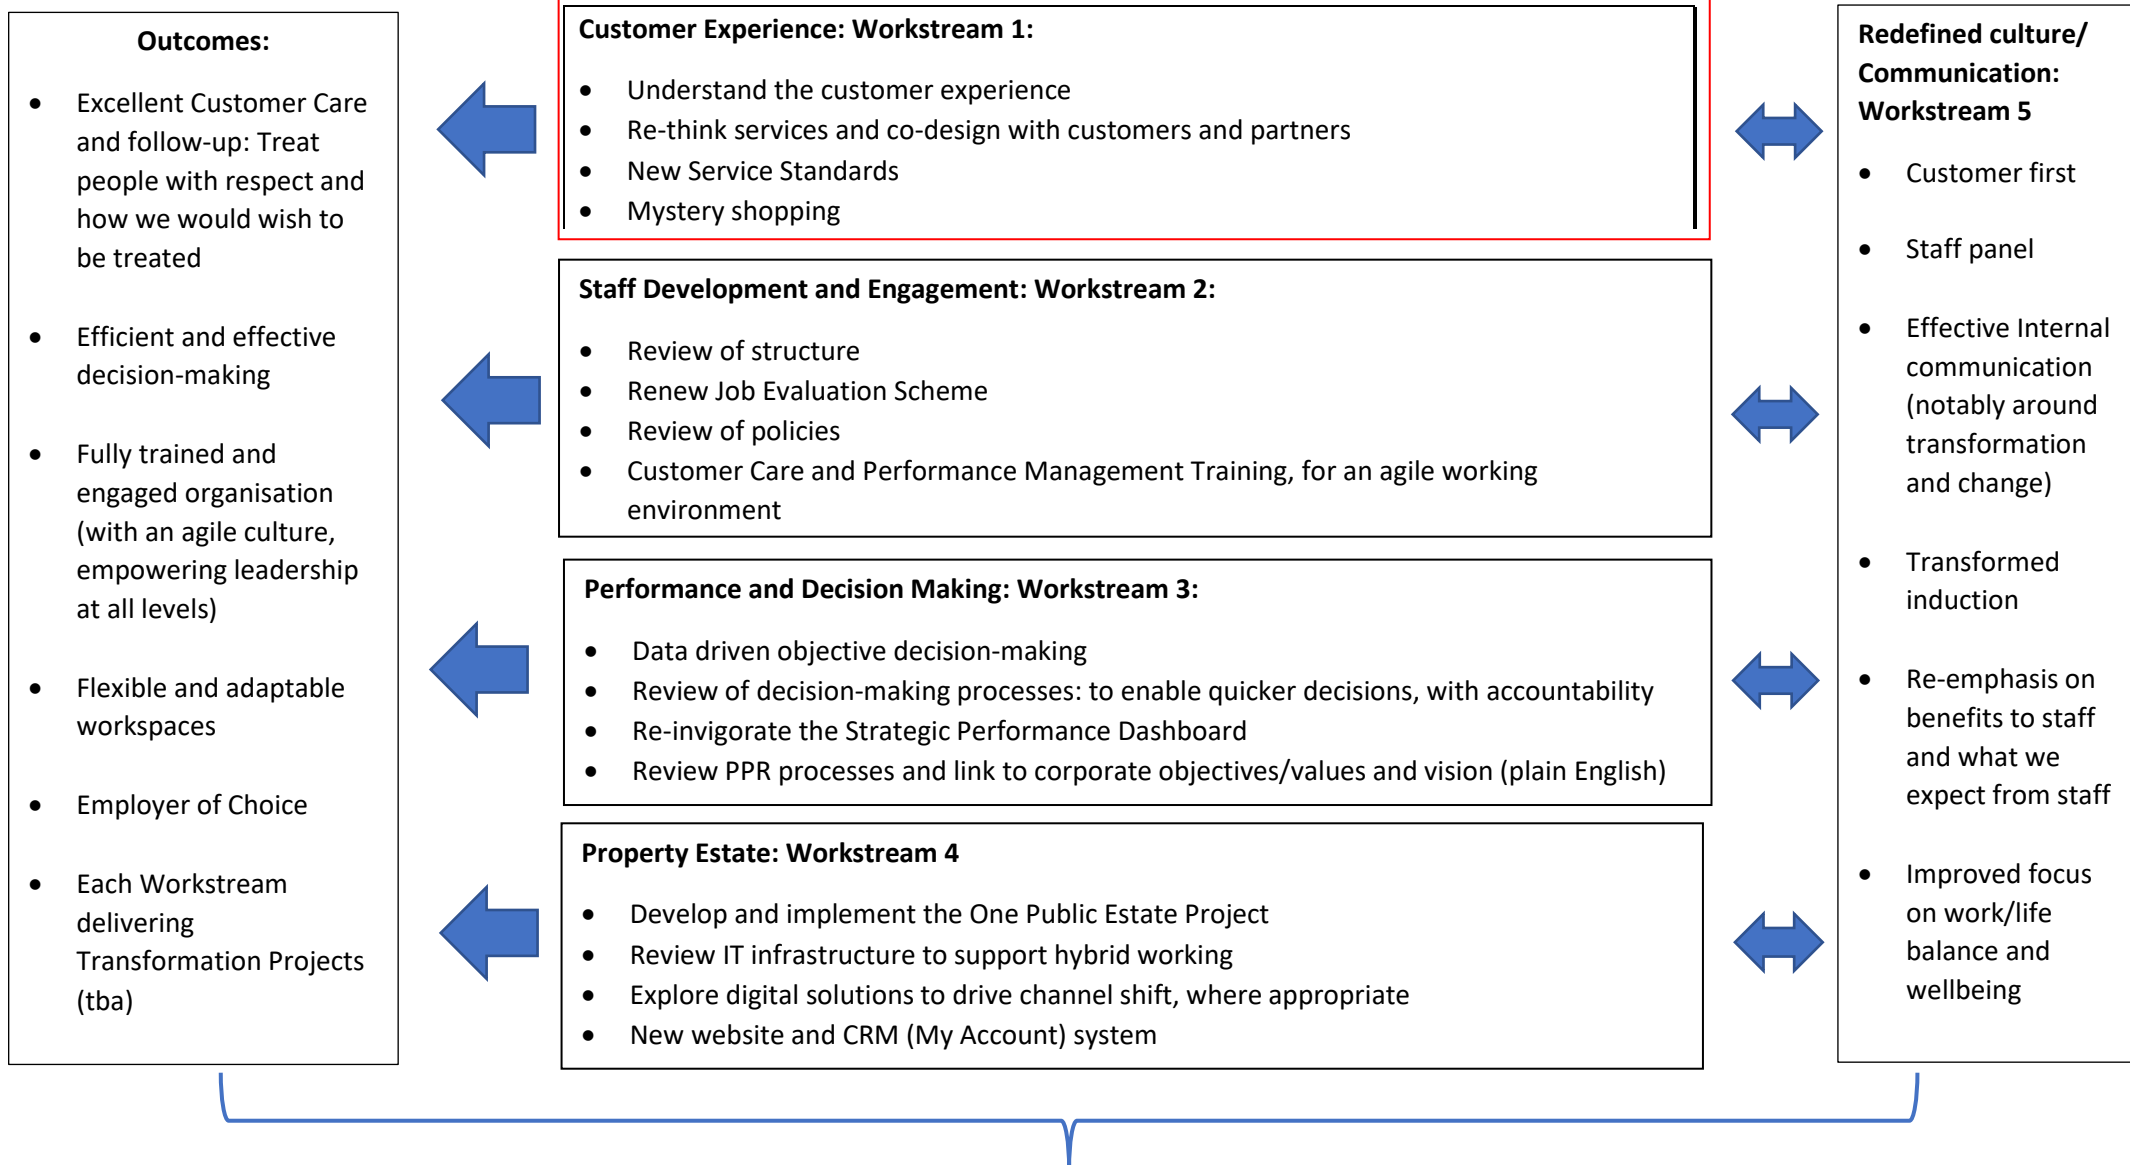 Outcomes:
• Excellent Customer Care
and follow-up: Treat
people with respect and
how we would wish to
be treated
• Efficient and effective
decision-making
• Fully trained and
engaged organisation
(with an agile culture,
empowering leadership
at all levels)
• Flexible and adaptable
workspaces
• Employer of Choice
• Each Workstream
delivering
Transformation Projects
(tba)
Customer Experience: Workstream 1:
• Understand the customer experience
• Re-think services and co-design with customers and partners
• New Service Standards
• Mystery shopping
Staff Development and Engagement: Workstream 2:
• Review of structure
• Renew Job Evaluation Scheme
• Review of policies
• Customer Care and Performance Management Training, for an agile working
environment
Performance and Decision Making: Workstream 3:
• Data driven objective decision-making
• Review of decision-making processes: to enable quicker decisions, with accountability
• Re-invigorate the Strategic Performance Dashboard
• Review PPR processes and link to corporate objectives/values and vision (plain English)
Property Estate: Workstream 4
• Develop and implement the One Public Estate Project
• Review IT infrastructure to support hybrid working
• Explore digital solutions to drive channel shift, where appropriate
• New website and CRM (My Account) system
Redefined culture/
Communication:
Workstream 5
• Customer first
• Staff panel
• Effective Internal
communication
(notably around
transformation
and change)
• Transformed
induction
• Re-emphasis on
benefits to staff
and what we
expect from staff
• Improved focus
on work/life
balance and
wellbeing